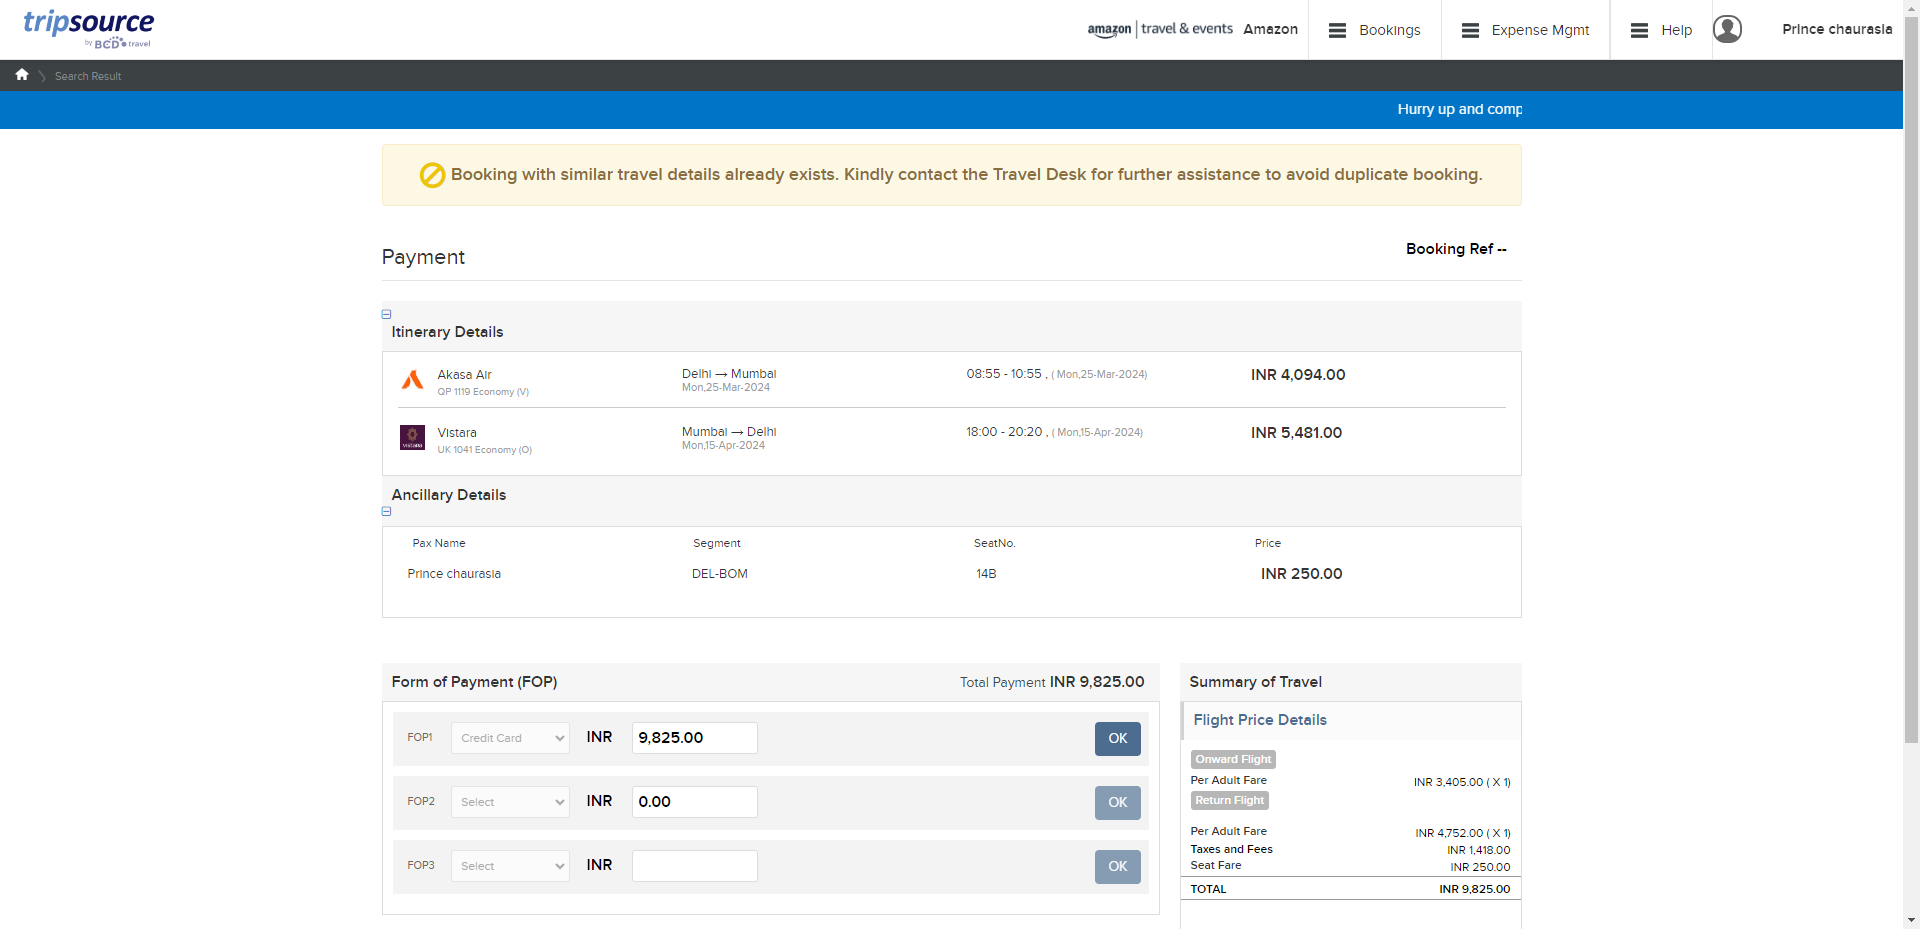 tripsource
by BCD travel
amazon travel & events Amazon
Bookings
Expense Mgmt
Help
Prince chaurasia
Search Result
Hurry up and comp
Booking with similar travel details already exists. Kindly contact the Travel Desk for further assistance to avoid duplicate booking.
Payment
Booking Ref --
Itinerary Details
Akasa Air Delhi → Mumbai 08:55 - 10:55 , ( Mon,25-Mar-2024) INR 4,094.00
QP 1119 Economy (V) Mon,25-Mar-2024
Vistara Mumbai → Delhi 18:00 - 20:20 , ( Mon,15-Apr-2024) INR 5,481.00
VISTARA
UK 1041 Economy (O) Mon,15-Apr-2024
Ancillary Details
Pax Name Segment SeatNo. Price
Prince chaurasia DEL-BOM 14B INR 250.00
Form of Payment (FOP) Total Payment INR 9,825.00
FOP1 Credit Card INR 9,825.00 OK
FOP2 Select INR 0.00 OK
FOP3 Select INR OK
Summary of Travel
Flight Price Details
Onward Flight
Per Adult Fare INR 3,405.00 ( X 1)
Return Flight
Per Adult Fare INR 4,752.00 ( X 1)
Taxes and Fees INR 1,418.00
Seat Fare INR 250.00
TOTAL INR 9,825.00